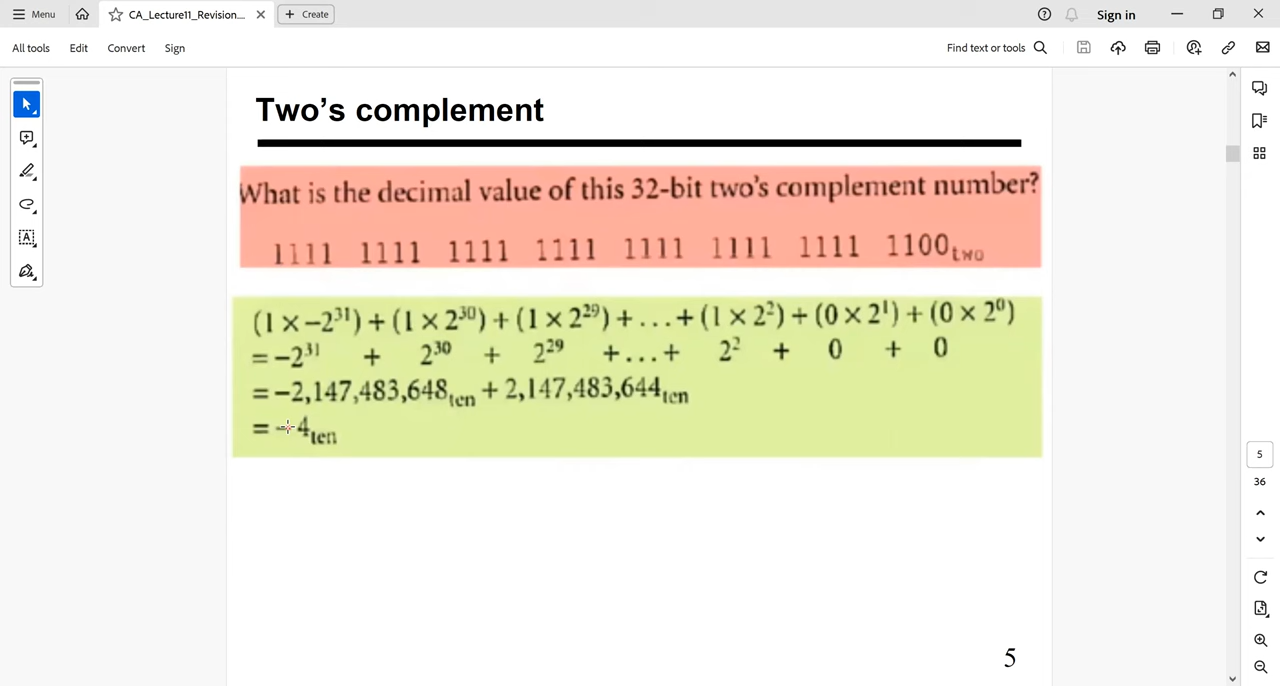 Menu CA_Lecture11_Revision... Create Sign in
All tools Edit Convert Sign Find text or tools
Two's complement
What is the decimal value of this 32-bit two's complement number?
1111 1111 1111 1111 1111 1111 1111 1100two
(1 × −2³¹) + (1 × 2³⁰) + (1 × 2²⁹) + . . . + (1 × 2²) + (0 × 2¹) + (0 × 2⁰)
= −2³¹ + 2³⁰ + 2²⁹ + . . . + 2² + 0 + 0
= −2,147,483,648ten + 2,147,483,644ten
= −4ten
5
36
5